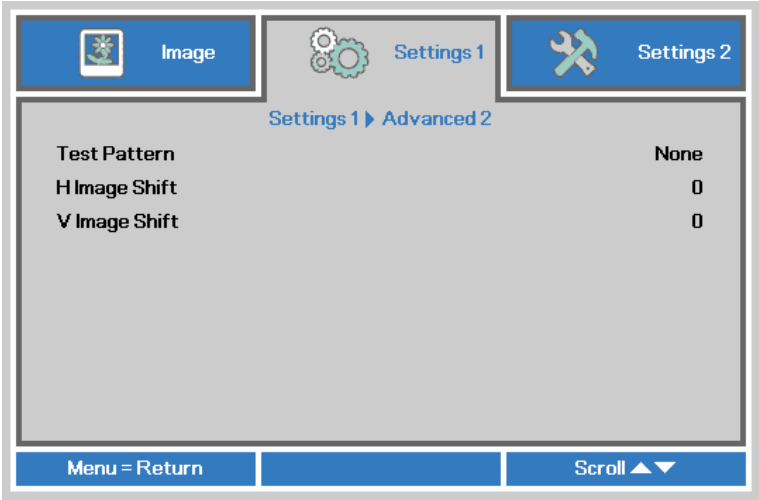 Image
Settings 1
Settings 2
Settings 1 ▶ Advanced 2
Test Pattern None
H Image Shift 0
V Image Shift 0
Menu = Return
Scroll ▲▼